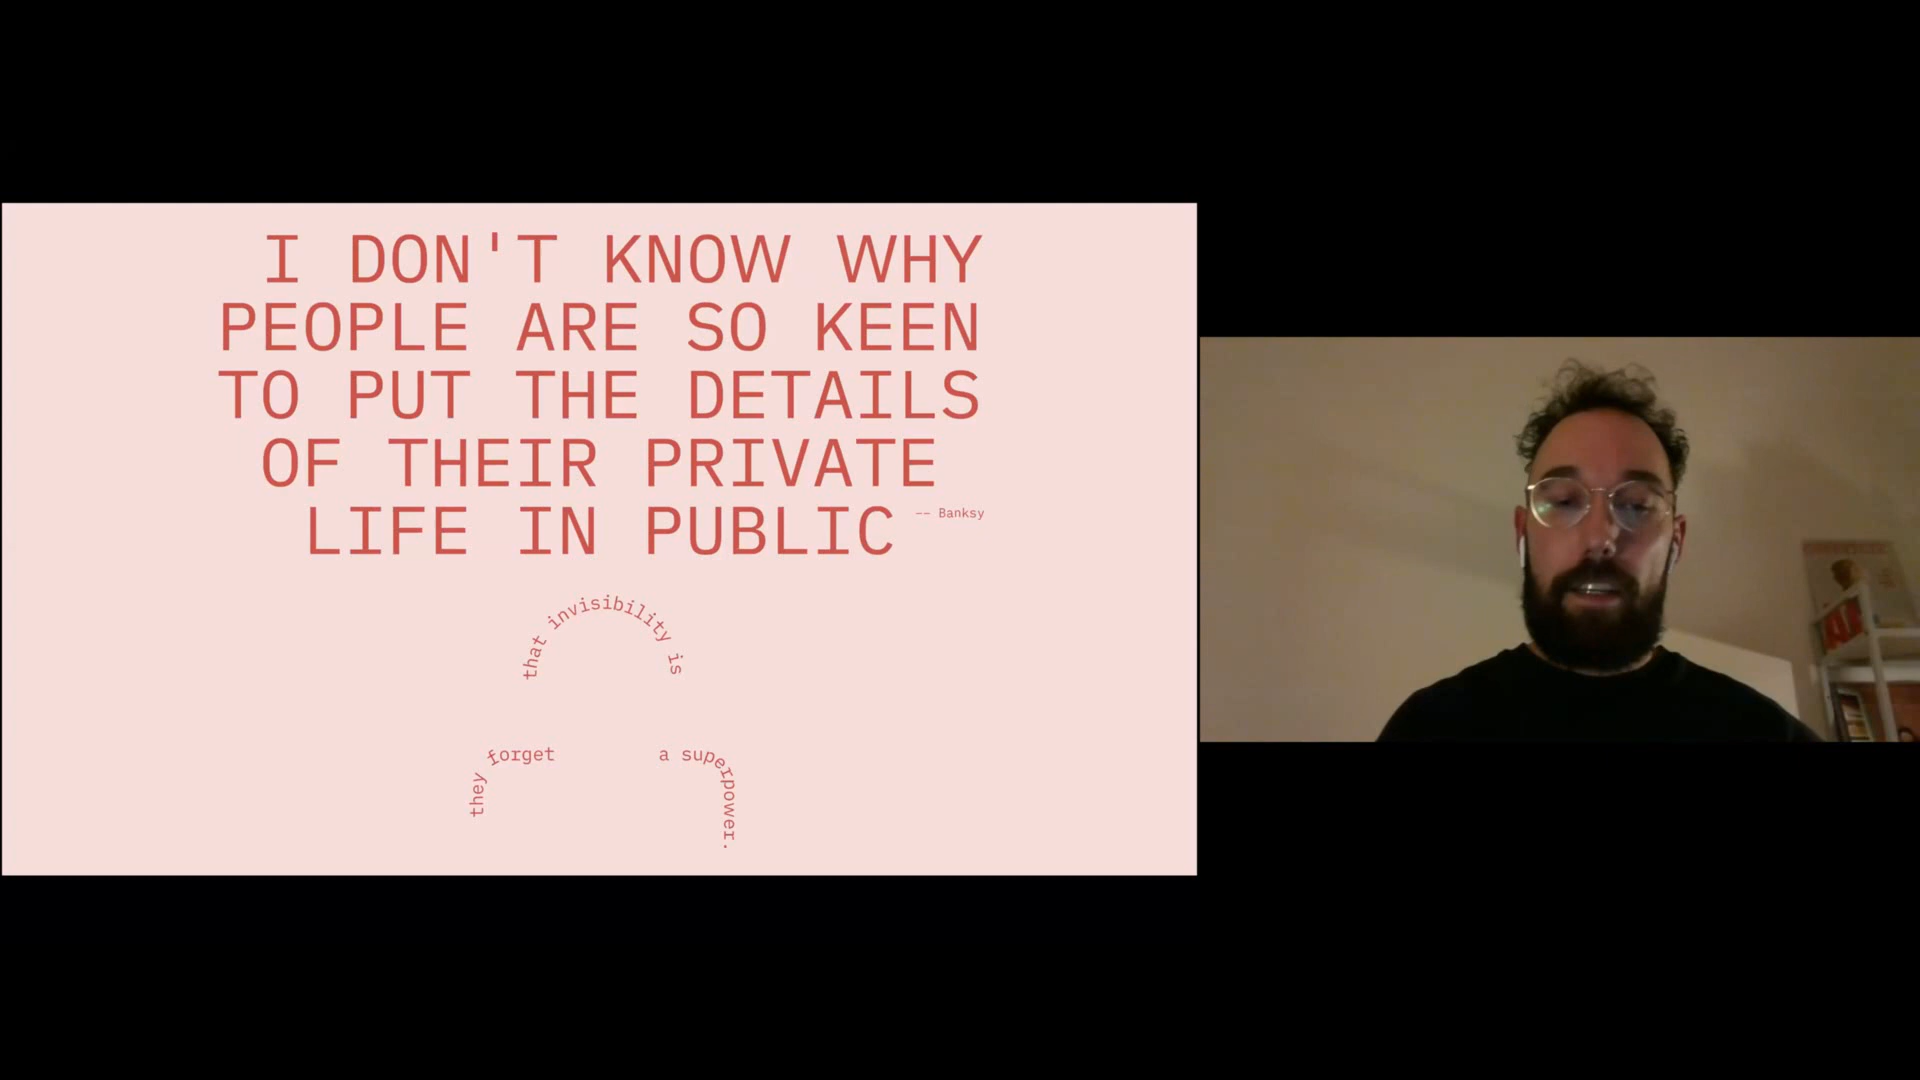 I DON'T KNOW WHY
PEOPLE ARE SO KEEN
TO PUT THE DETAILS
OF THEIR PRIVATE
LIFE IN PUBLIC
-- Banksy
they forget
that invisibility is
a superpower.